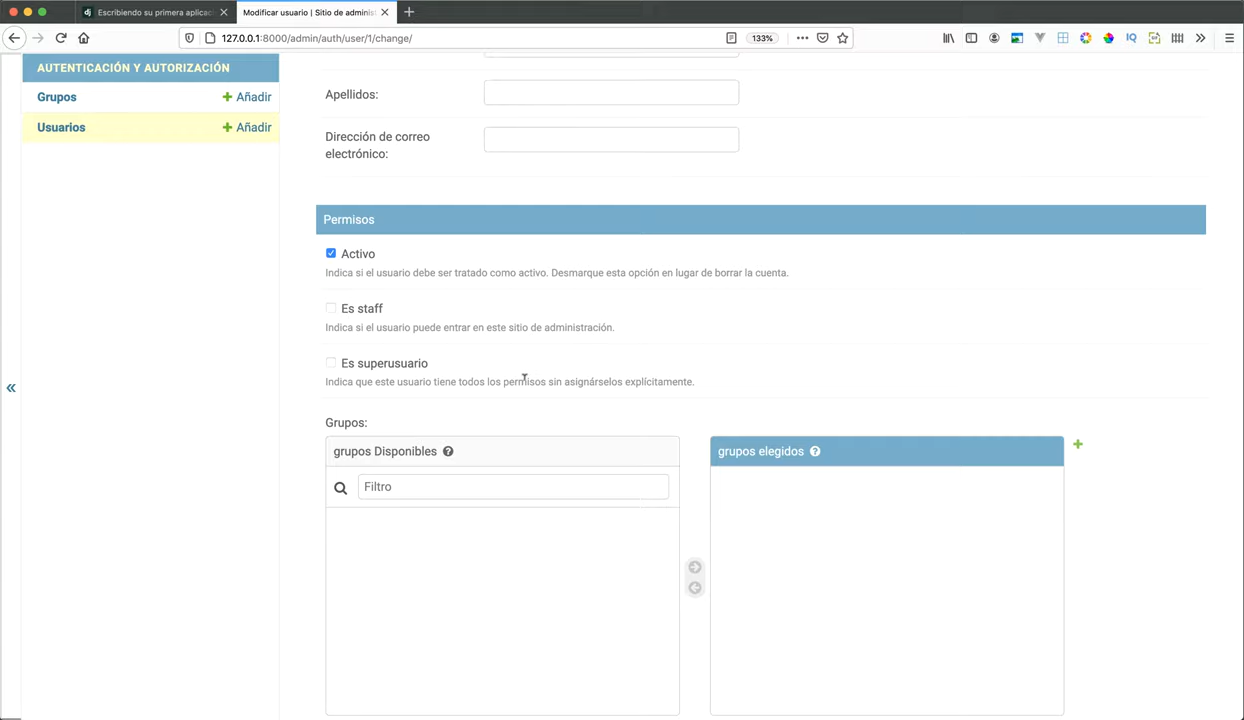 Escribiendo su primera aplicac
Modificar usuario | Sitio de administ
127.0.0.1:8000/admin/auth/user/1/change/
133%
IQ
AUTENTICACIÓN Y AUTORIZACIÓN
Grupos
Añadir
Usuarios
Añadir
Apellidos:
Dirección de correo
electrónico:
Permisos
Activo
Indica si el usuario debe ser tratado como activo. Desmarque esta opción en lugar de borrar la cuenta.
Es staff
Indica si el usuario puede entrar en este sitio de administración.
Es superusuario
Indica que este usuario tiene todos los permisos sin asignárselos explícitamente.
Grupos:
grupos Disponibles
grupos elegidos
Filtro